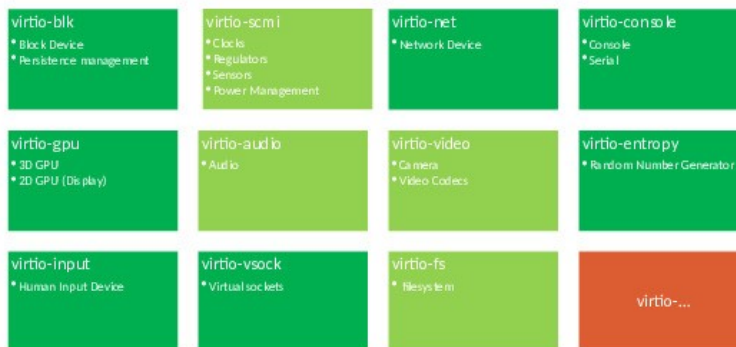 virtio-blk
• Block Device
• Persistence management
virtio-scmi
• Clocks
• Regulators
• Sensors
• Power Management
virtio-net
• Network Device
virtio-console
• Console
• Serial
virtio-gpu
• 3D GPU
• 2D GPU (Display)
virtio-audio
• Audio
virtio-video
• Camera
• Video Codecs
virtio-entropy
• Random Number Generator
virtio-input
• Human Input Device
virtio-vsock
• Virtual sockets
virtio-fs
• filesystem
virtio-...